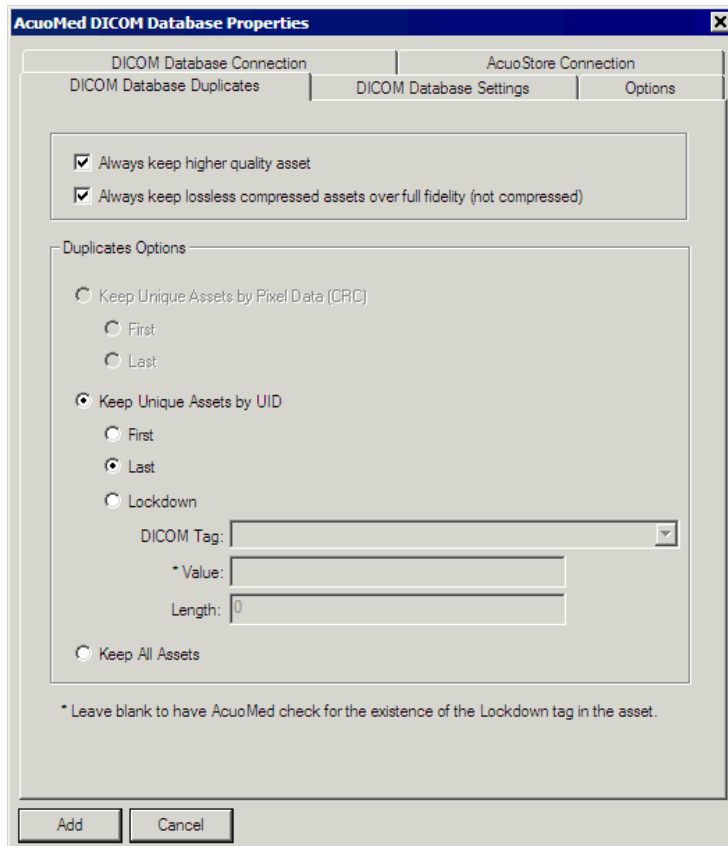 AcuoMed DICOM Database Properties
DICOM Database Connection
AcuoStore Connection
DICOM Database Duplicates
DICOM Database Settings
Options
Always keep higher quality asset
Always keep lossless compressed assets over full fidelity (not compressed)
Duplicates Options
Keep Unique Assets by Pixel Data (CRC)
First
Last
Keep Unique Assets by UID
First
Last
Lockdown
DICOM Tag:
* Value:
Length: 0
Keep All Assets
* Leave blank to have AcuoMed check for the existence of the Lockdown tag in the asset.
Add
Cancel